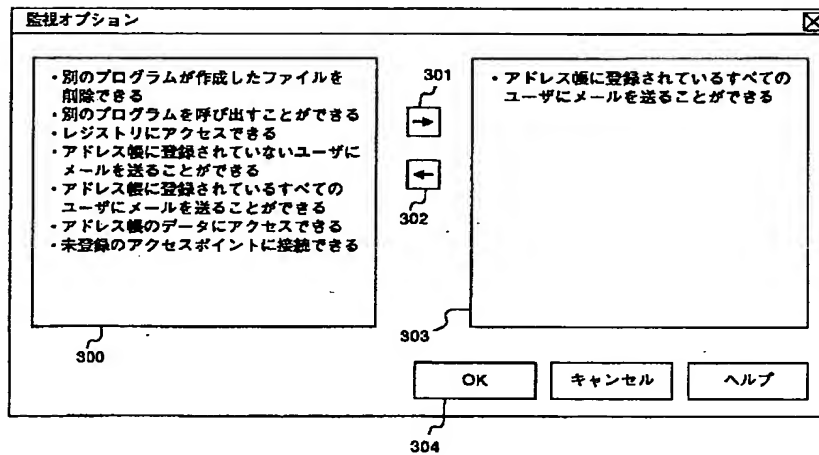 監視オプション
・別のプログラムが作成したファイルを
削除できる
・別のプログラムを呼び出すことができる
・レジストリにアクセスできる
・アドレス帳に登録されていないユーザに
メールを送ることができる
・アドレス帳に登録されているすべての
ユーザにメールを送ることができる
・アドレス帳のデータにアクセスできる
・未登録のアクセスポイントに接続できる
300
301
→
←
302
・アドレス帳に登録されているすべての
ユーザにメールを送ることができる
303
OK
キャンセル
ヘルプ
304